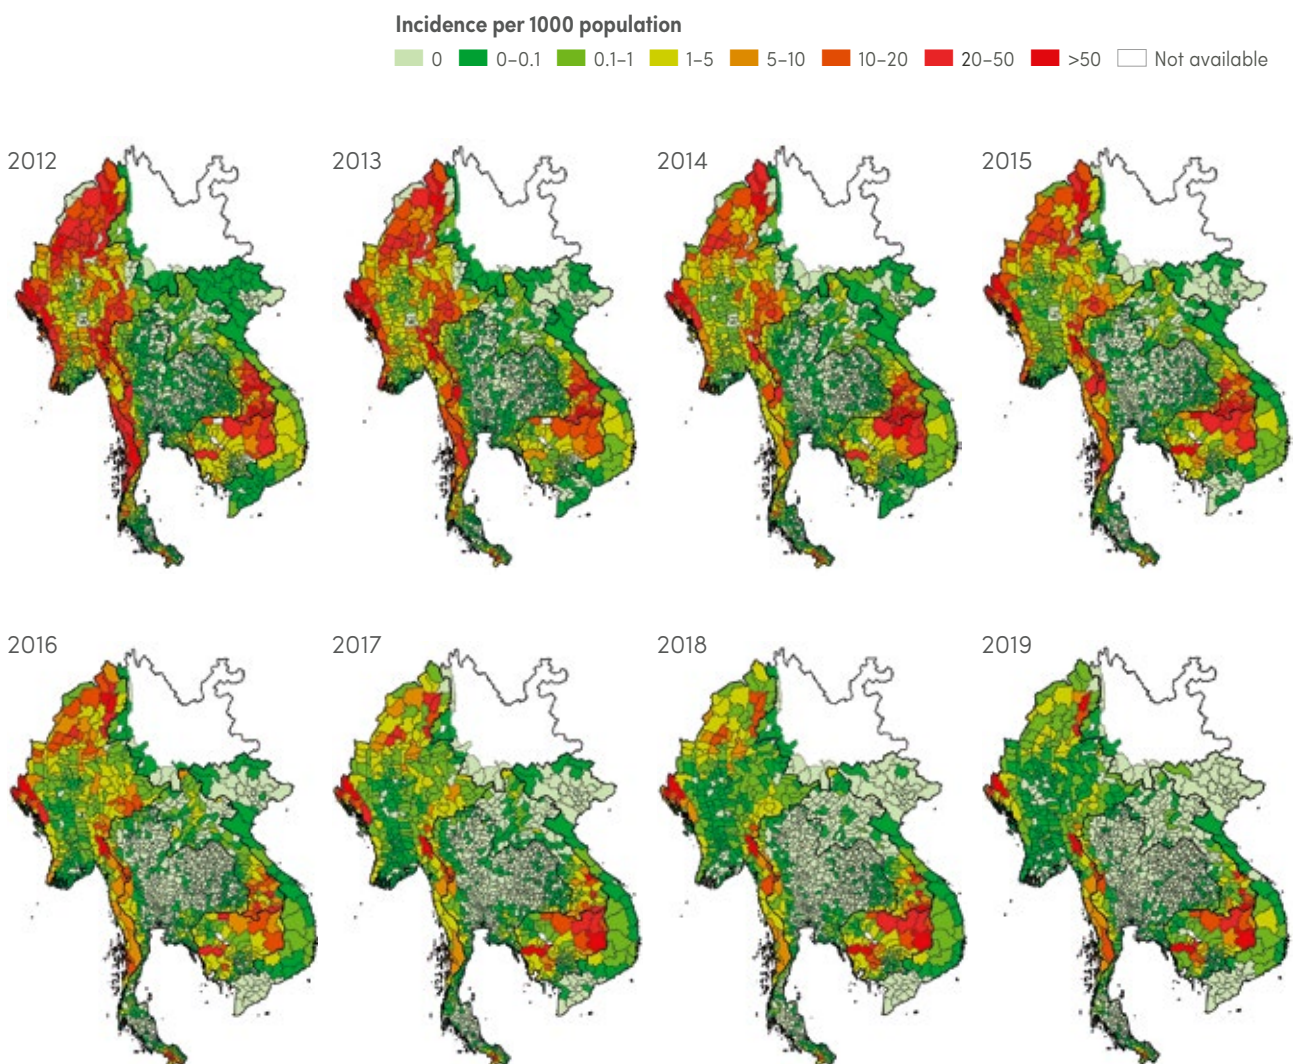 Incidence per 1000 population
0 0–0.1 0.1–1 1–5 5–10 10–20 20–50 >50 Not available
2012 2013 2014 2015
2016 2017 2018 2019